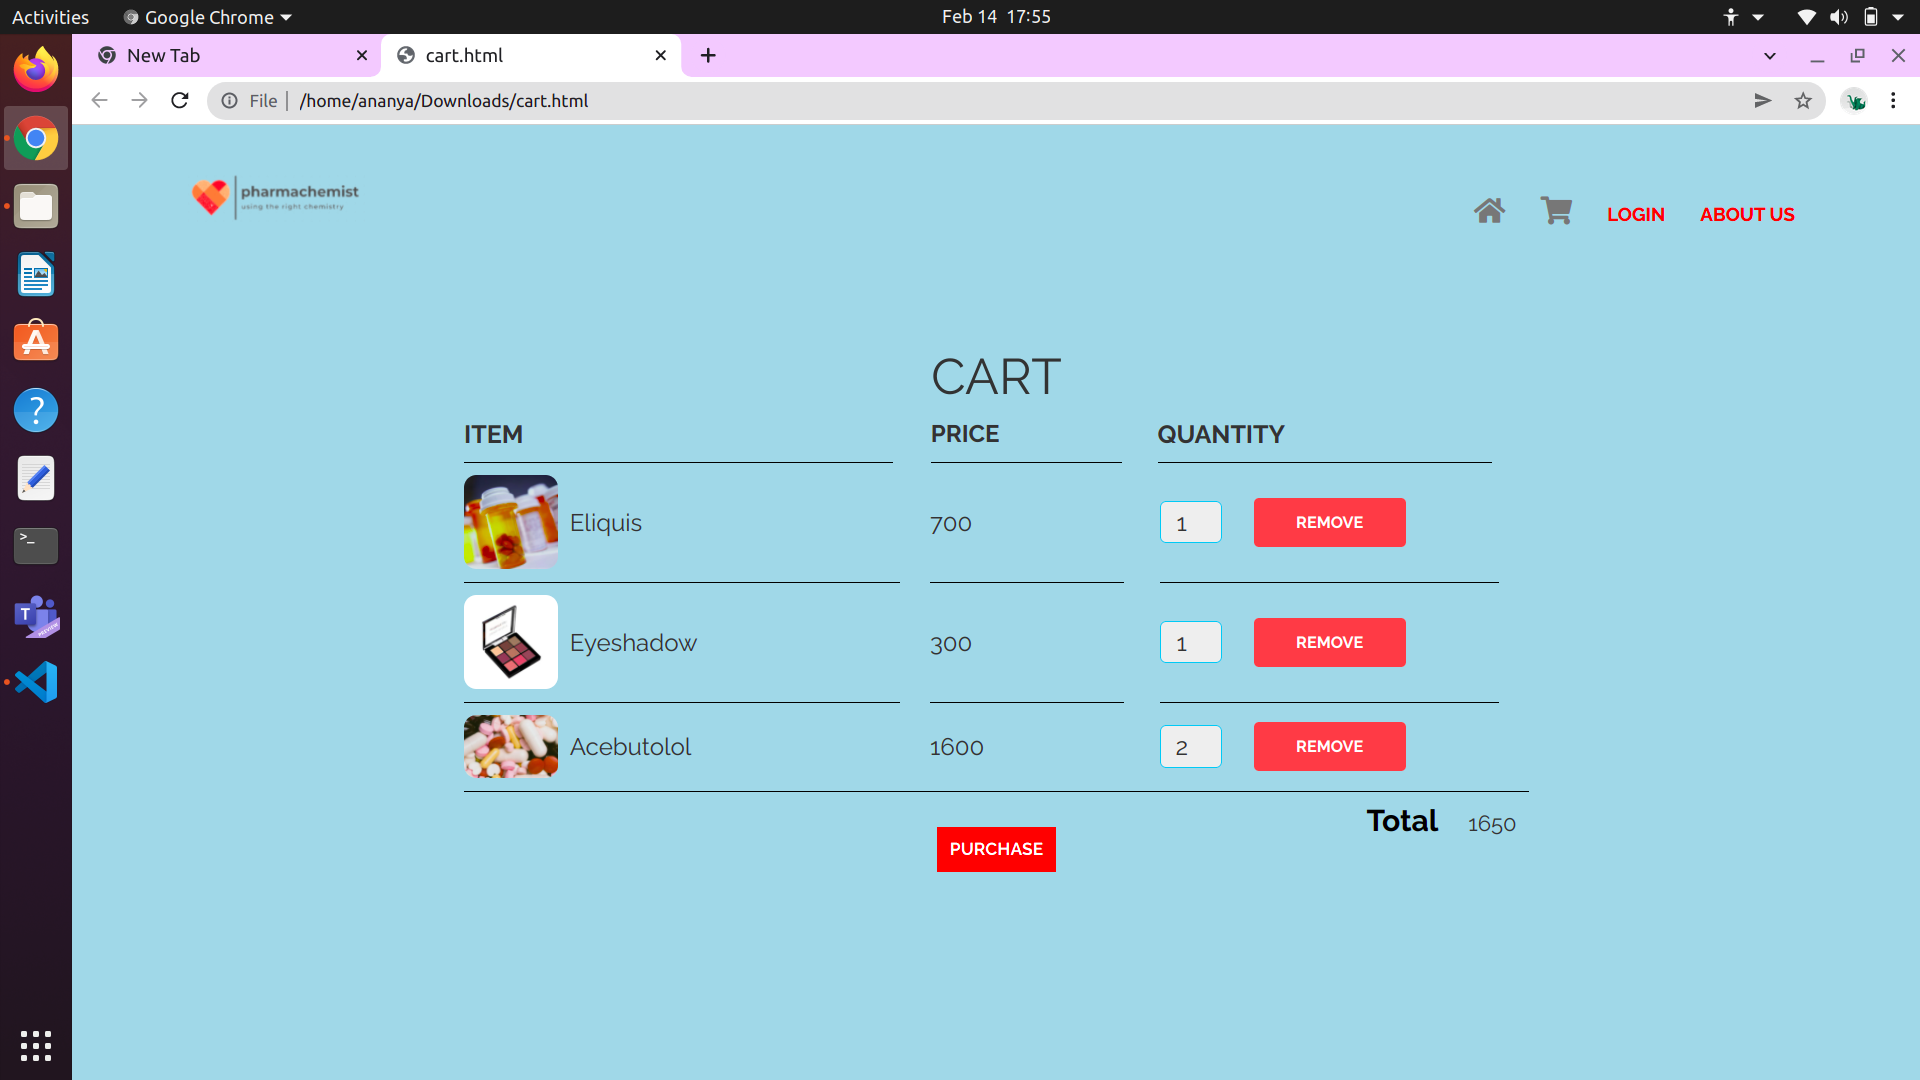 Activities Google Chrome Feb 14 17:55
New Tab cart.html
File /home/ananya/Downloads/cart.html
pharmachemist
using the right chemistry
LOGIN ABOUT US
CART
ITEM PRICE QUANTITY
Eliquis 700 1 REMOVE
Eyeshadow 300 1 REMOVE
Acebutolol 1600 2 REMOVE
Total 1650
PURCHASE